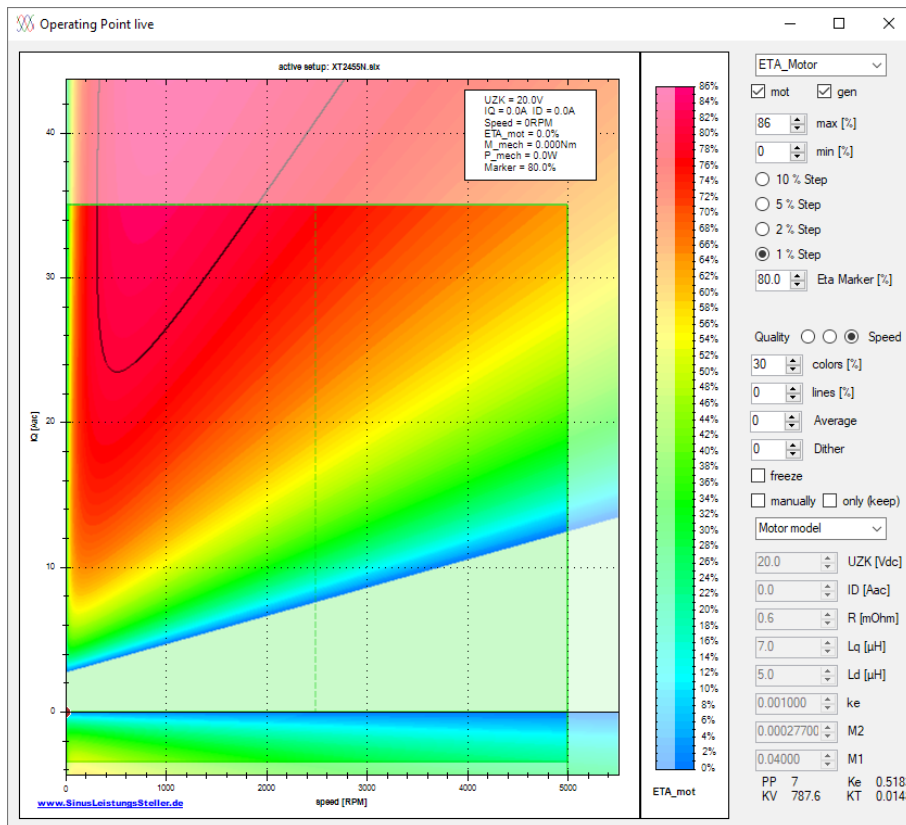 Operating Point live
active setup: XT2455N.slx
UZK = 20.0V
IQ = 0.0A ID = 0.0A
Speed = 0RPM
ETA_mot = 0.0%
M_mech = 0.000Nm
P_mech = 0.0W
Marker = 80.0%
40
30
20
10
0
IQ [Aac]
0
1000
2000
3000
4000
5000
speed [RPM]
www.SinusLeistungsSteller.de
86%
84%
82%
80%
78%
76%
74%
72%
70%
68%
66%
64%
62%
60%
58%
56%
54%
52%
50%
48%
46%
44%
42%
40%
38%
36%
34%
32%
30%
28%
26%
24%
22%
20%
18%
16%
14%
12%
10%
8%
6%
4%
2%
0%
ETA_mot
ETA_Motor
mot gen
86 max [%]
0 min [%]
10 % Step
5 % Step
2 % Step
1 % Step
80.0 Eta Marker [%]
Quality Speed
30 colors [%]
0 lines [%]
0 Average
0 Dither
freeze
manually only (keep)
Motor model
20.0 UZK [Vdc]
0.0 ID [Aac]
0.6 R [mOhm]
7.0 Lq [µH]
5.0 Ld [µH]
0.001000 ke
0.00027700 M2
0.04000 M1
PP 7 Ke 0.518
KV 787.6 KT 0.014